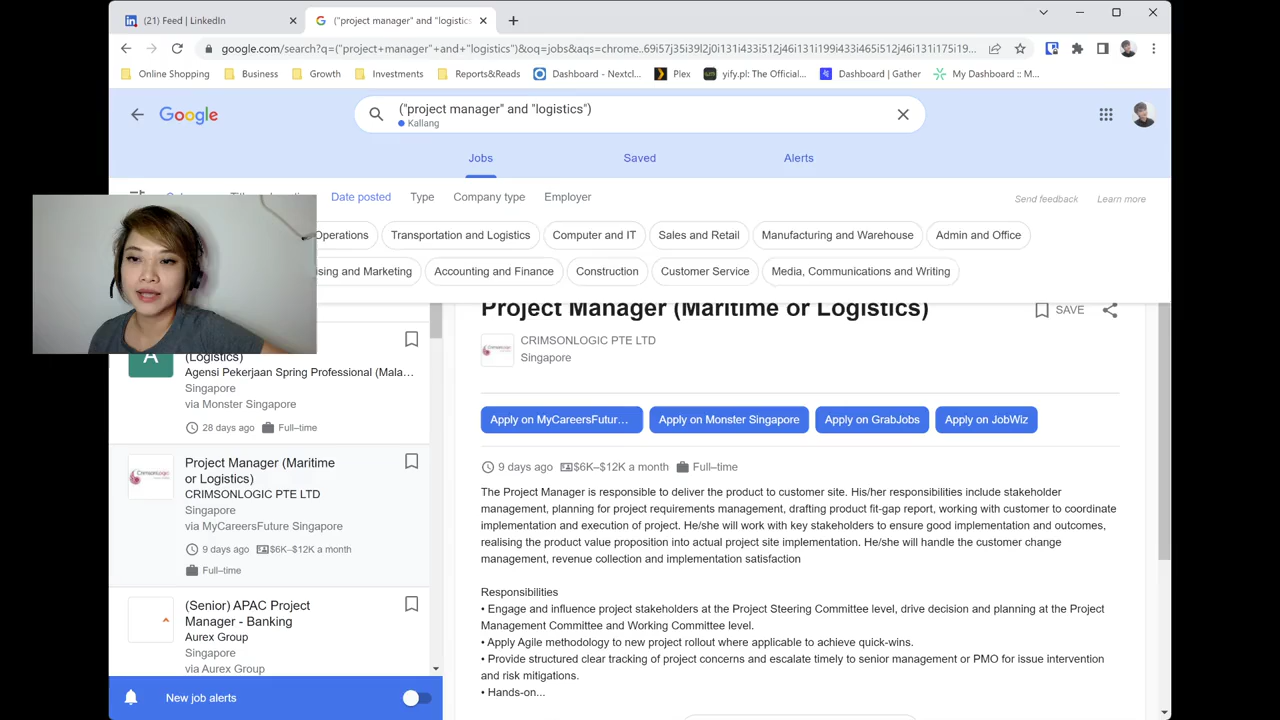 (21) Feed | LinkedIn
("project manager" and "logistics
google.com/search?q=("project+manager"+and+"logistics")&oq=jobs&aqs=chrome..69i57j35i39l2j0i131i433i512j46i131i199i433i465i512j46i131i175i19...
Online Shopping
Business
Growth
Investments
Reports&Reads
Dashboard - Nextcl...
Plex
yify.pl: The Official...
Dashboard | Gather
My Dashboard :: M...
Google
("project manager" and "logistics")
Kallang
Jobs
Saved
Alerts
Date posted
Type
Company type
Employer
Send feedback
Learn more
Operations
Transportation and Logistics
Computer and IT
Sales and Retail
Manufacturing and Warehouse
Admin and Office
ising and Marketing
Accounting and Finance
Construction
Customer Service
Media, Communications and Writing
A
(Logistics)
Agensi Pekerjaan Spring Professional (Mala...
Singapore
via Monster Singapore
28 days ago
Full–time
CrimsonLogic
Project Manager (Maritime
or Logistics)
CRIMSONLOGIC PTE LTD
Singapore
via MyCareersFuture Singapore
9 days ago
$6K–$12K a month
Full–time
(Senior) APAC Project
Manager - Banking
Aurex Group
Singapore
via Aurex Group
New job alerts
Project Manager (Maritime or Logistics)
SAVE
CRIMSONLOGIC PTE LTD
Singapore
Apply on MyCareersFutur...
Apply on Monster Singapore
Apply on GrabJobs
Apply on JobWiz
9 days ago
$6K–$12K a month
Full–time
The Project Manager is responsible to deliver the product to customer site. His/her responsibilities include stakeholder
management, planning for project requirements management, drafting product fit-gap report, working with customer to coordinate
implementation and execution of project. He/she will work with key stakeholders to ensure good implementation and outcomes,
realising the product value proposition into actual project site implementation. He/she will handle the customer change
management, revenue collection and implementation satisfaction
Responsibilities
• Engage and influence project stakeholders at the Project Steering Committee level, drive decision and planning at the Project
Management Committee and Working Committee level.
• Apply Agile methodology to new project rollout where applicable to achieve quick-wins.
• Provide structured clear tracking of project concerns and escalate timely to senior management or PMO for issue intervention
and risk mitigations.
• Hands-on...